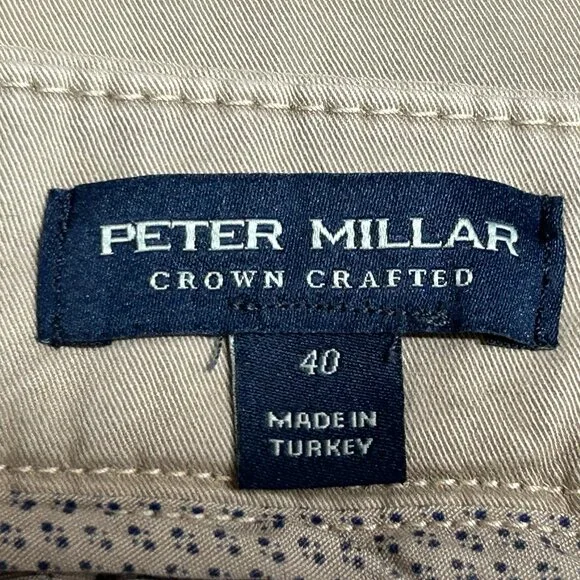 PETER MILLAR
CROWN CRAFTED
40
MADE IN
TURKEY